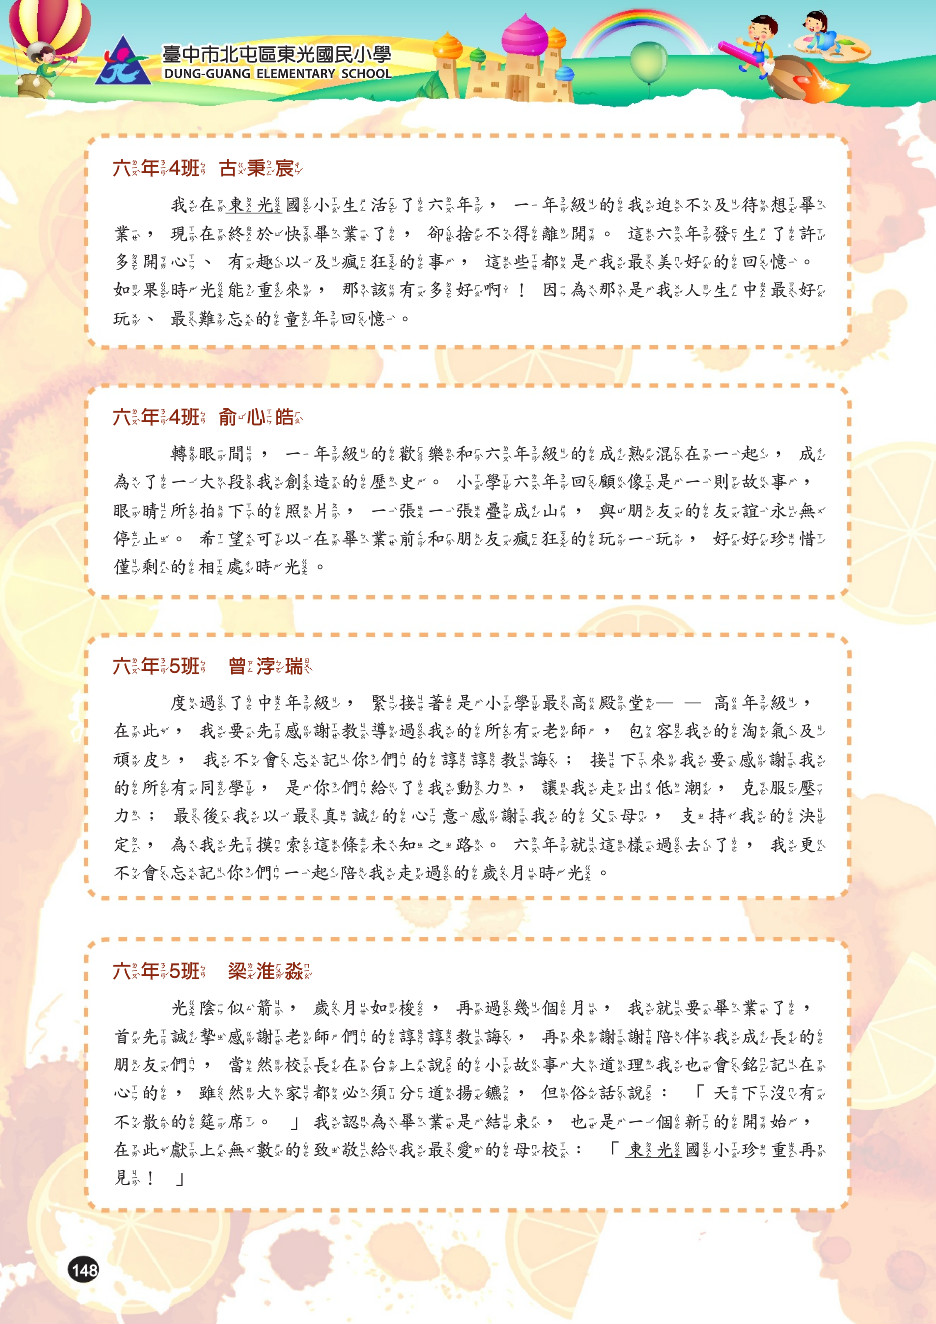 臺中市北屯區東光國民小學
DUNG-GUANG ELEMENTARY SCHOOL
六年4班 古秉宸
我在東光國小生活了六年，一年級的我迫不及待想畢
業，現在終於快畢業了，卻捨不得離開。這六年發生了許
多開心、有趣以及瘋狂的事，這些都是我最美好的回憶。
如果時光能重來，那該有多好啊！因為那是我人生中最好
玩、最難忘的童年回憶。
六年4班 俞心皓
轉眼間，一年級的歡樂和六年級的成熟混在一起，成
為了一大段我創造的歷史。小學六年回顧像是一則故事，
眼睛所拍下的照片，一張一張疊成山，與朋友的友誼永無
停止。希望可以在畢業前和朋友瘋狂的玩一玩，好好珍惜
僅剩的相處時光。
六年5班 曾浡瑞
度過了中年級，緊接著是小學最高殿堂——高年級，
在此，我要先感謝教導過我的所有老師，包容我的淘氣及
頑皮，我不會忘記你們的諄諄教誨；接下來我要感謝我
的所有同學，是你們給了我動力，讓我走出低潮，克服壓
力；最後我以最真誠的心意感謝我的父母，支持我的決
定，為我先摸索這條未知之路。六年就這樣過去了，我更
不會忘記你們一起陪我走過的歲月時光。
六年5班 梁淮淼
光陰似箭，歲月如梭，再過幾個月，我就要畢業了，
首先誠摯感謝老師們的諄諄教誨，再來謝謝陪伴我成長的
朋友們，當然校長在台上說的小故事大道理我也會銘記在
心的，雖然大家都必須分道揚鑣，但俗話說：「天下沒有
不散的筵席。」我認為畢業是結束，也是一個新的開始，
在此獻上無數的致敬給我最愛的母校：「東光國小珍重再
見！」
148